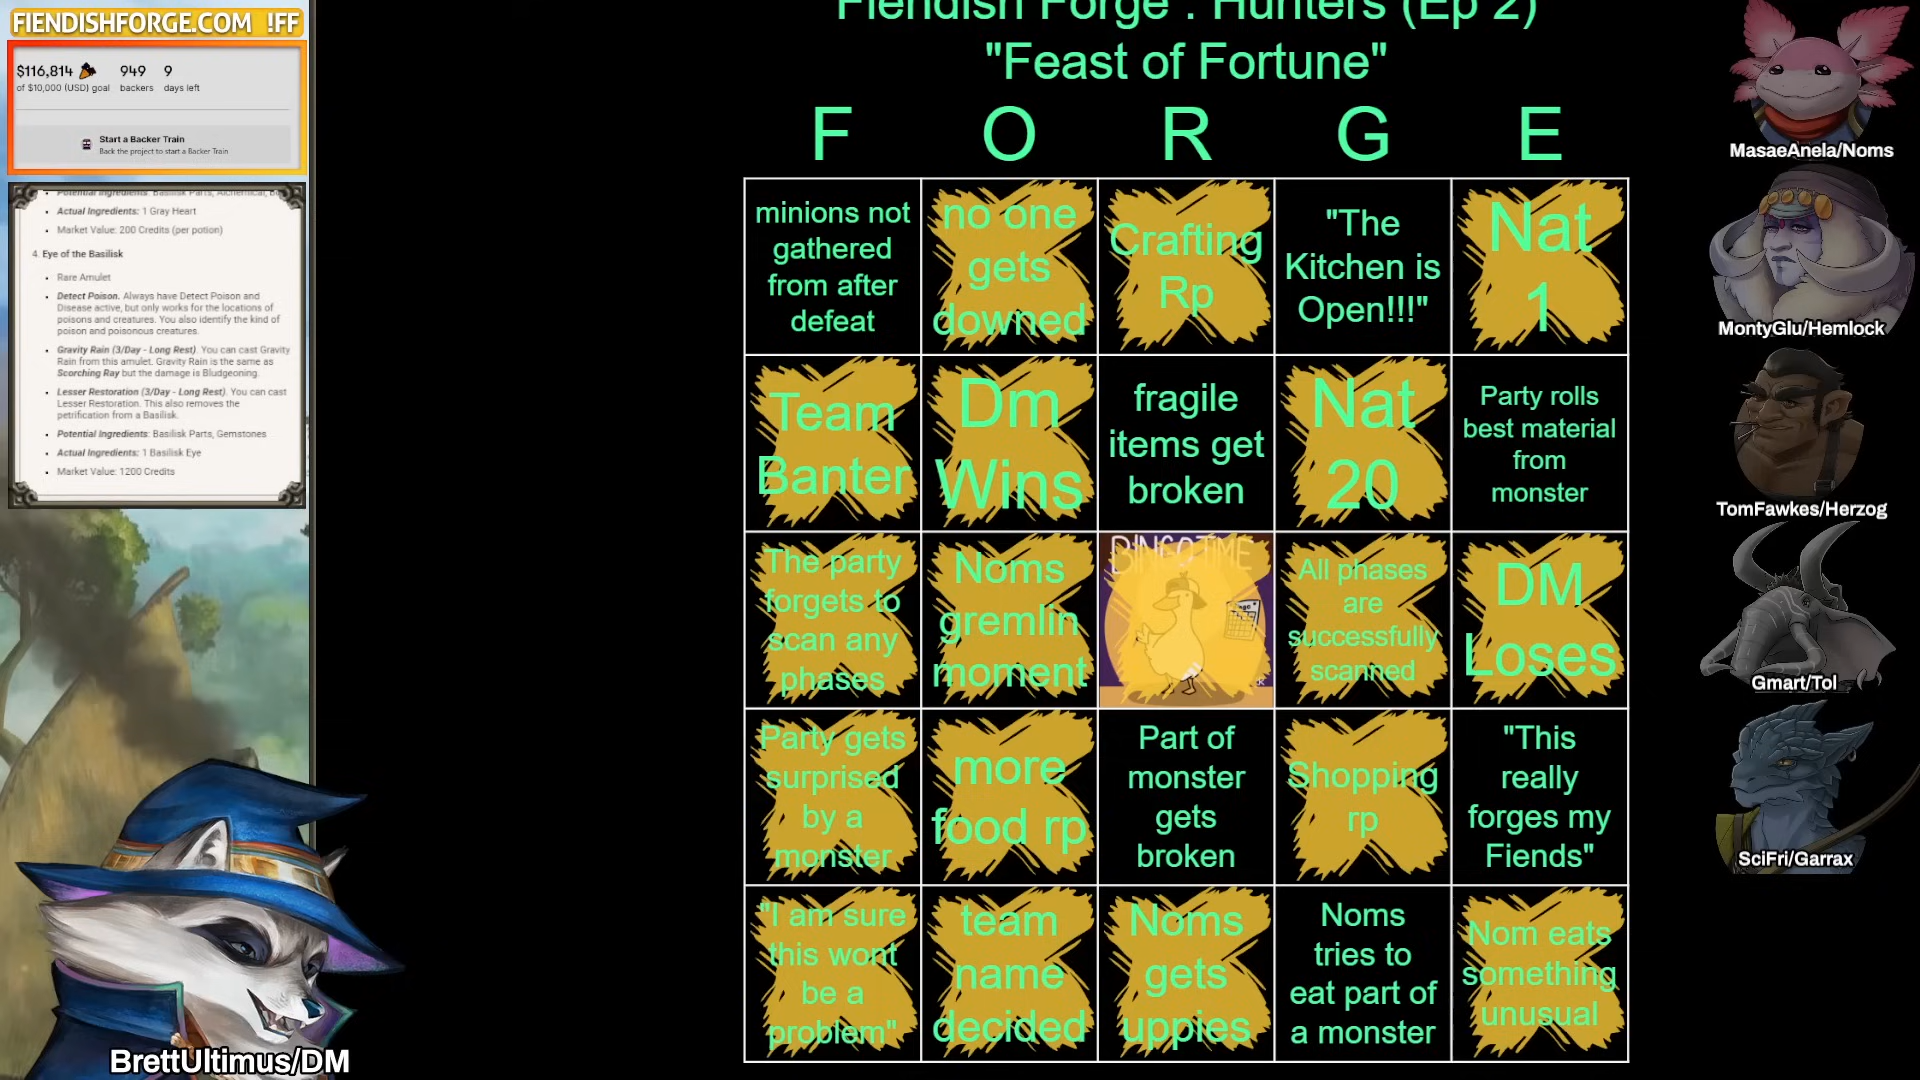 FIENDISHFORGE.COM !FF
$116,814 949 9
of $10,000 (USD) goal backers days left
Start a Backer Train
Back the project to start a Backer Train
Potential Ingredients: Basilisk Parts, Alchemical,
Actual Ingredients: 1 Gray Heart
Market Value: 200 Credits (per potion)
4. Eye of the Basilisk
Rare Amulet
Detect Poison. Always have Detect Poison and
Disease active, but only works for the locations of
poisons and creatures. You also identify the kind of
poison and poisonous creatures.
Gravity Rain (3/Day - Long Rest). You can cast Gravity
Rain from this amulet. Gravity Rain is the same as
Scorching Ray but the damage is Bludgeoning.
Lesser Restoration (3/Day - Long Rest). You can cast
Lesser Restoration. This also removes the
petrification from a Basilisk.
Potential Ingredients: Basilisk Parts, Gemstones
Actual Ingredients: 1 Basilisk Eye
Market Value: 1200 Credits
BrettUltimus/DM
Fiendish Forge : Hunters (Ep 2)
"Feast of Fortune"
F O R G E
minions not
gathered
from after
defeat
no one
gets
downed
Crafting
Rp
"The
Kitchen is
Open!!!"
Nat
1
Team
Banter
Dm
Wins
fragile
items get
broken
Nat
20
Party rolls
best material
from
monster
The party
forgets to
scan any
phases
Noms
gremlin
moment
BINGO TIME
All phases
are
successfully
scanned
DM
Loses
Party gets
surprised
by a
monster
more
food rp
Part of
monster
gets
broken
Shopping
rp
"This
really
forges my
Fiends"
"I am sure
this wont
be a
problem"
team
name
decided
Noms
gets
uppies
Noms
tries to
eat part of
a monster
Nom eats
something
unusual
MasaeAnela/Noms
MontyGlu/Hemlock
TomFawkes/Herzog
Gmart/Tol
SciFri/Garrax